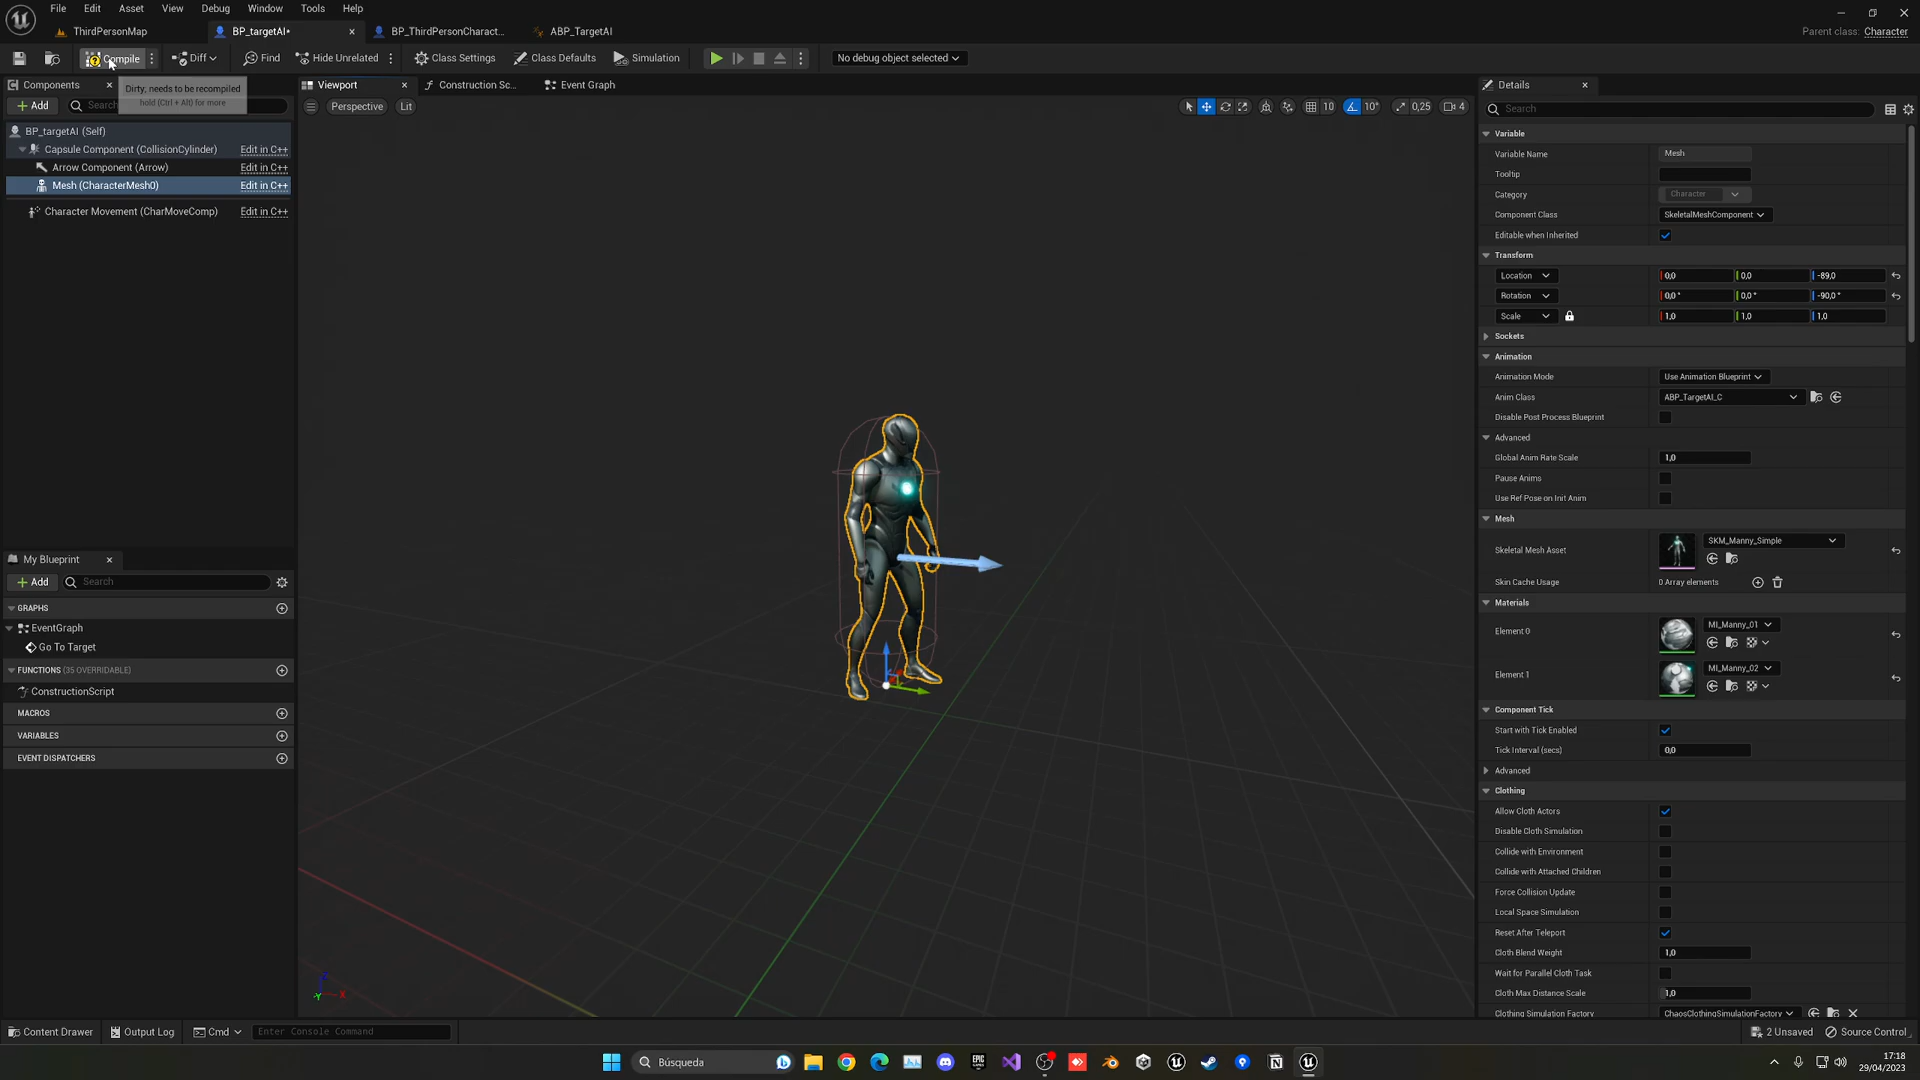 File Edit Asset View Debug Window Tools Help
ThirdPersonMap BP_targetAI* BP_ThirdPersonCharact... ABP_TargetAI Parent class: Character
Compile Diff Find Hide Unrelated Class Settings Class Defaults Simulation No debug object selected
Dirty, needs to be recompiled
hold (Ctrl + Alt) for more
Components
Add Search
BP_targetAI (Self)
Capsule Component (CollisionCylinder) Edit in C++
Arrow Component (Arrow) Edit in C++
Mesh (CharacterMesh0) Edit in C++
Character Movement (CharMoveComp) Edit in C++
My Blueprint
Add Search
GRAPHS
EventGraph
Go To Target
FUNCTIONS (35 OVERRIDABLE)
ConstructionScript
MACROS
VARIABLES
EVENT DISPATCHERS
Viewport Construction Sc... Event Graph
Perspective Lit 10 10° 0,25 4
Z
X
Y
Details
Search
Variable
Variable Name Mesh
Tooltip
Category Character
Component Class SkeletalMeshComponent
Editable when Inherited
Transform
Location 0,0 0,0 -89,0
Rotation 0,0 ° 0,0 ° -90,0 °
Scale 1,0 1,0 1,0
Sockets
Animation
Animation Mode Use Animation Blueprint
Anim Class ABP_TargetAI_C
Disable Post Process Blueprint
Advanced
Global Anim Rate Scale 1,0
Pause Anims
Use Ref Pose on Init Anim
Mesh
Skeletal Mesh Asset SKM_Manny_Simple
Skin Cache Usage 0 Array elements
Materials
Element 0 MI_Manny_01
Element 1 MI_Manny_02
Component Tick
Start with Tick Enabled
Tick Interval (secs) 0,0
Advanced
Clothing
Allow Cloth Actors
Disable Cloth Simulation
Collide with Environment
Collide with Attached Children
Force Collision Update
Local Space Simulation
Reset After Teleport
Cloth Blend Weight 1,0
Wait for Parallel Cloth Task
Cloth Max Distance Scale 1,0
Clothing Simulation Factory ChaosClothingSimulationFactory
Content Drawer Output Log Cmd Enter Console Command 2 Unsaved Source Control
Búsqueda
EPIC
17:18
29/04/2023